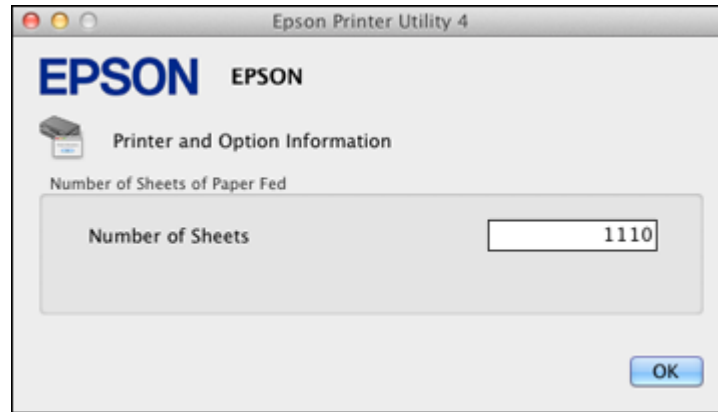 Epson Printer Utility 4
EPSON EPSON
Printer and Option Information
Number of Sheets of Paper Fed
Number of Sheets 1110
OK